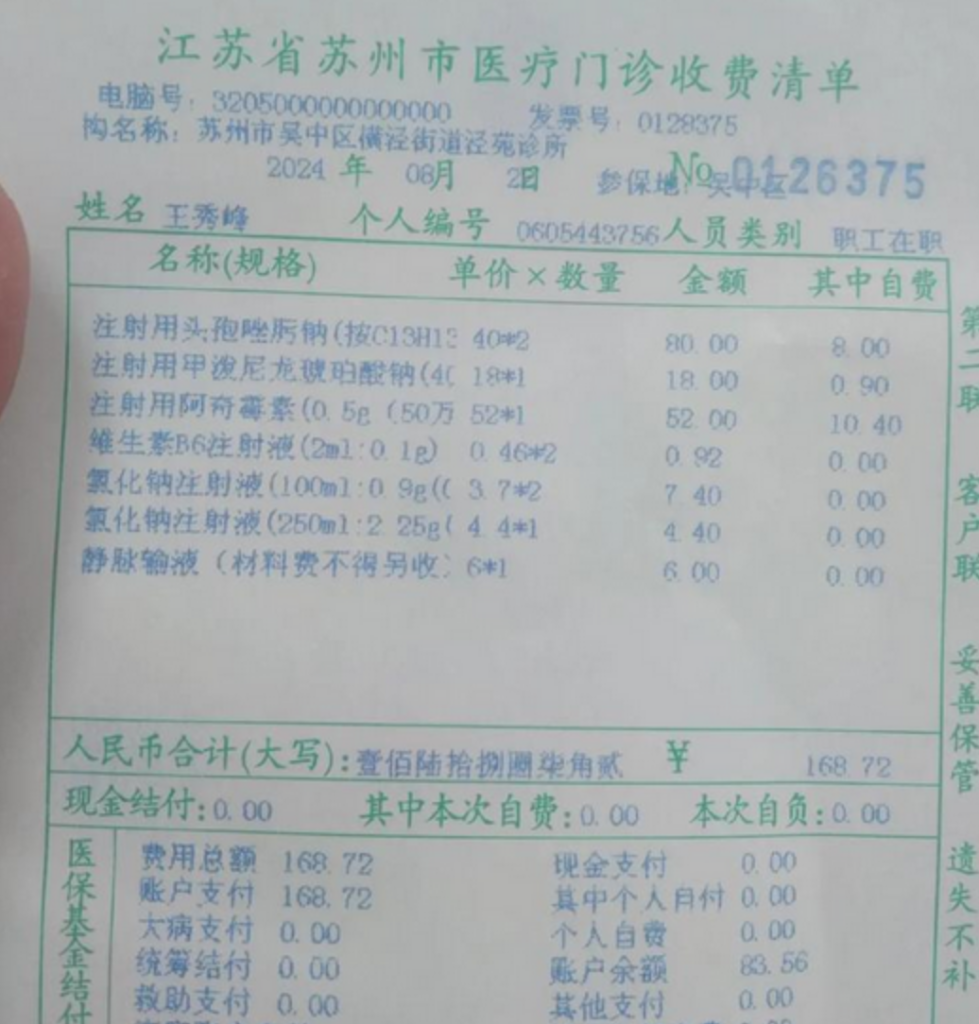 江苏省苏州市医疗门诊收费清单
电脑号: 3205000000000000 发票号: 0128375
构名称: 苏州市吴中区横泾街道泾苑诊所
2024 年 08月 2日 参保地: 吴中区 No 0126375
姓名 王秀峰 个人编号 0605443756 人员类别 职工在职
名称(规格) 单价×数量 金额 其中自费
注射用头孢唑肟钠(按C13H13 40*2 80.00 8.00
注射用甲泼尼龙琥珀酸钠(40 18*1 18.00 0.90
注射用阿奇霉素(0.5g (50万 52*1 52.00 10.40
维生素B6注射液(2ml:0.1g) 0.46*2 0.92 0.00
氯化钠注射液(100ml:0.9g(( 3.7*2 7.40 0.00
氯化钠注射液(250ml:2.25g( 4.4*1 4.40 0.00
静脉输液 (材料费不得另收) 6*1 6.00 0.00
人民币合计(大写): 壹佰陆拾捌圆柒角贰 ¥ 168.72
现金结付: 0.00 其中本次自费: 0.00 本次自负: 0.00
医保基金结付
费用总额 168.72 现金支付 0.00
账户支付 168.72 其中个人自付 0.00
大病支付 0.00 个人自费 0.00
统筹结付 0.00 账户余额 83.56
救助支付 0.00 其他支付 0.00
第二联 客户联 妥善保管 遗失不补